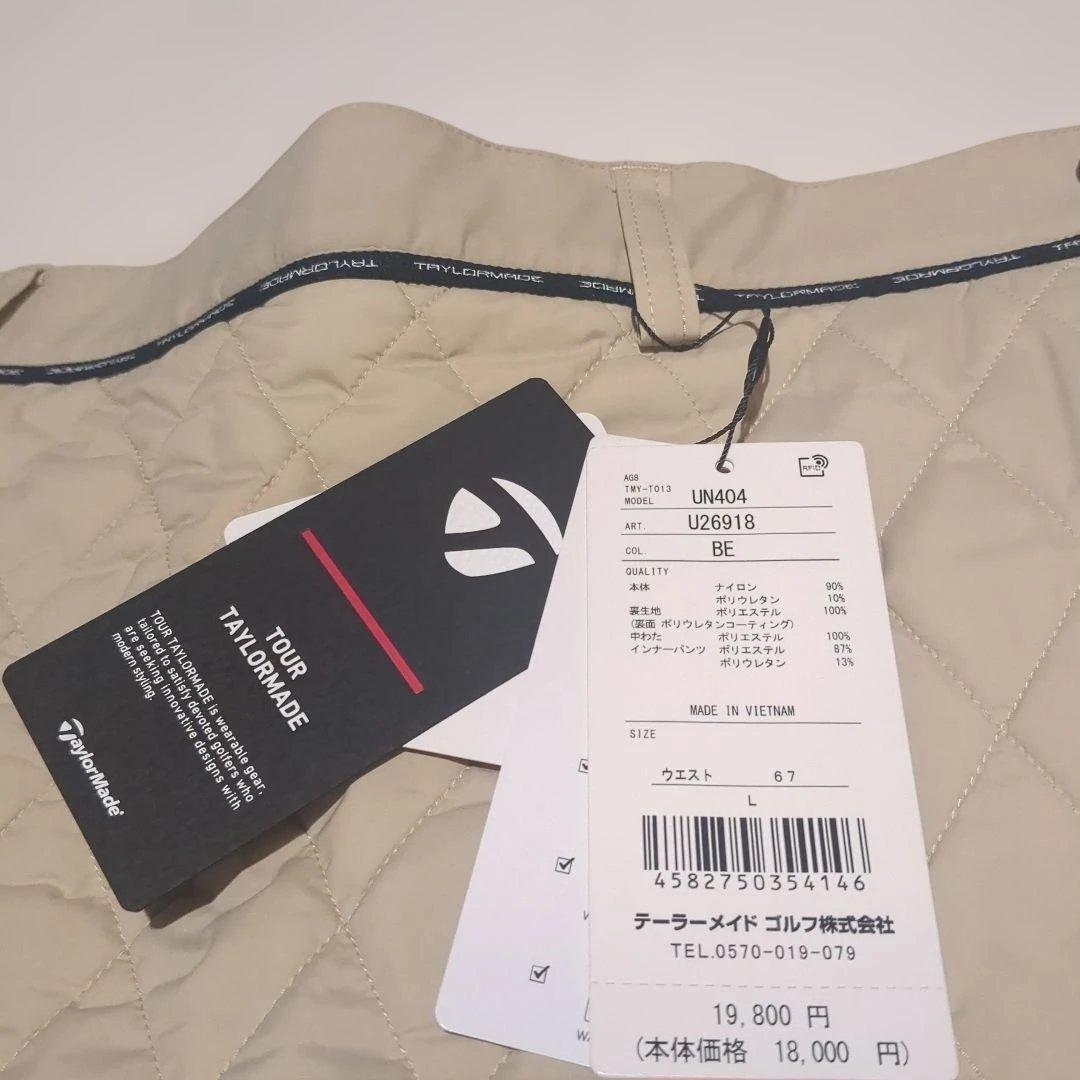 TAYLORMADE
TAYLORMADE
TAYLORMADE
TAYLORMADE
TOUR
TAYLORMADE
TOUR TAYLORMADE is wearable gear,
tailored to satisfy devoted golfers who
are seeking innovative designs with
modern styling.
TaylorMade
RFID
AG8
TMY-T013
MODEL UN404
ART. U26918
COL. BE
QUALITY
本体 ナイロン 90%
ポリウレタン 10%
裏生地 ポリエステル 100%
(裏面 ポリウレタンコーティング)
中わた ポリエステル 100%
インナーパンツ ポリエステル 87%
ポリウレタン 13%
MADE IN VIETNAM
SIZE
ウエスト 67
L
4582750354146
テーラーメイド ゴルフ株式会社
TEL.0570-019-079
19,800 円
(本体価格 18,000 円)